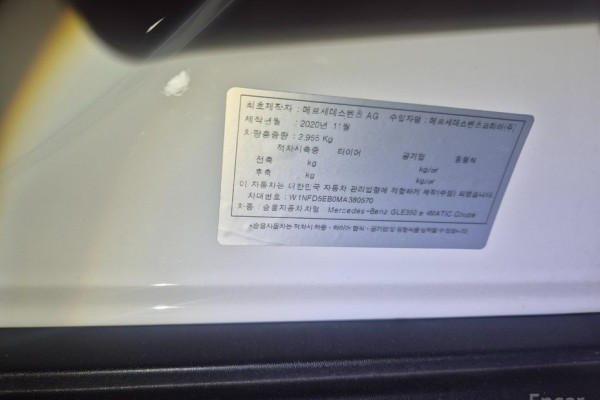 최초제작자 : 메르세데스벤츠 AG 수입자명 : 메르세데스벤츠코리아(주)
제작년월 : 2020년 11월
차량총중량 : 2,955 Kg
적차시축중 타이어 공기압 음율식
전축 kg kg/㎠
후축 kg kg/㎠
이 자동차는 대한민국 자동차 관리법령에 적합하게 제작(수입) 되었습니다
차대번호 : W1NFD5EB0MA380570
차종 : 승용자동차차형 Mercedes-Benz GLE350 e 4MATIC Coupe
Encar